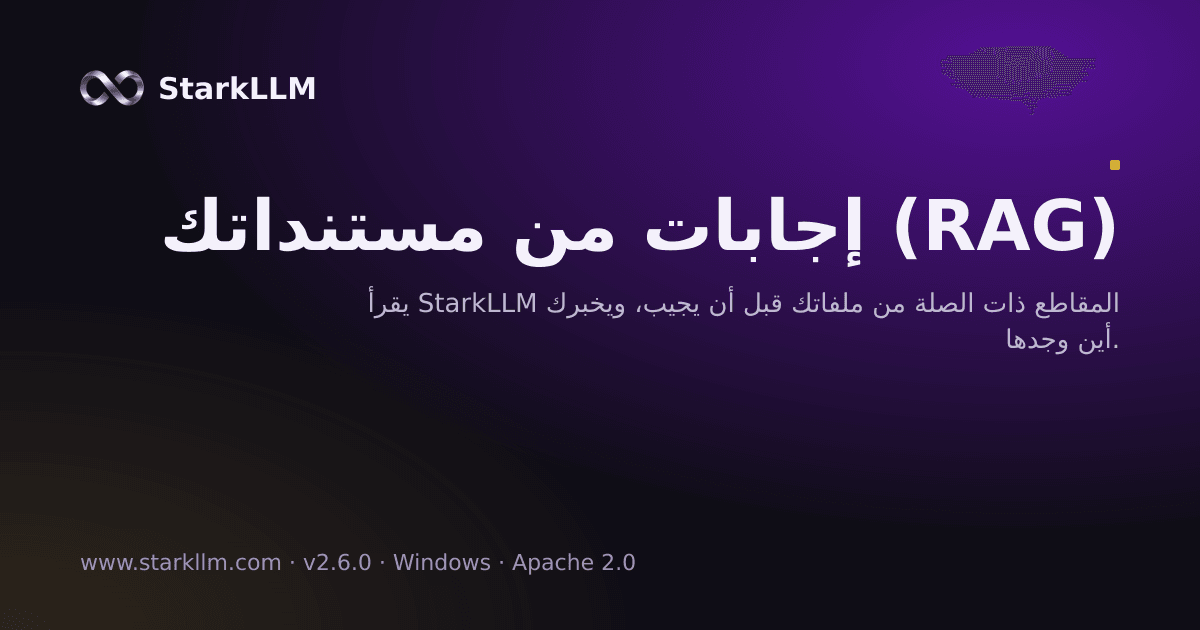 StarkLLM
إجابات من مستنداتك (RAG)
يقرأ StarkLLM المقاطع ذات الصلة من ملفاتك قبل أن يجيب، ويخبرك
أين وجدها.
www.starkllm.com · v2.6.0 · Windows · Apache 2.0